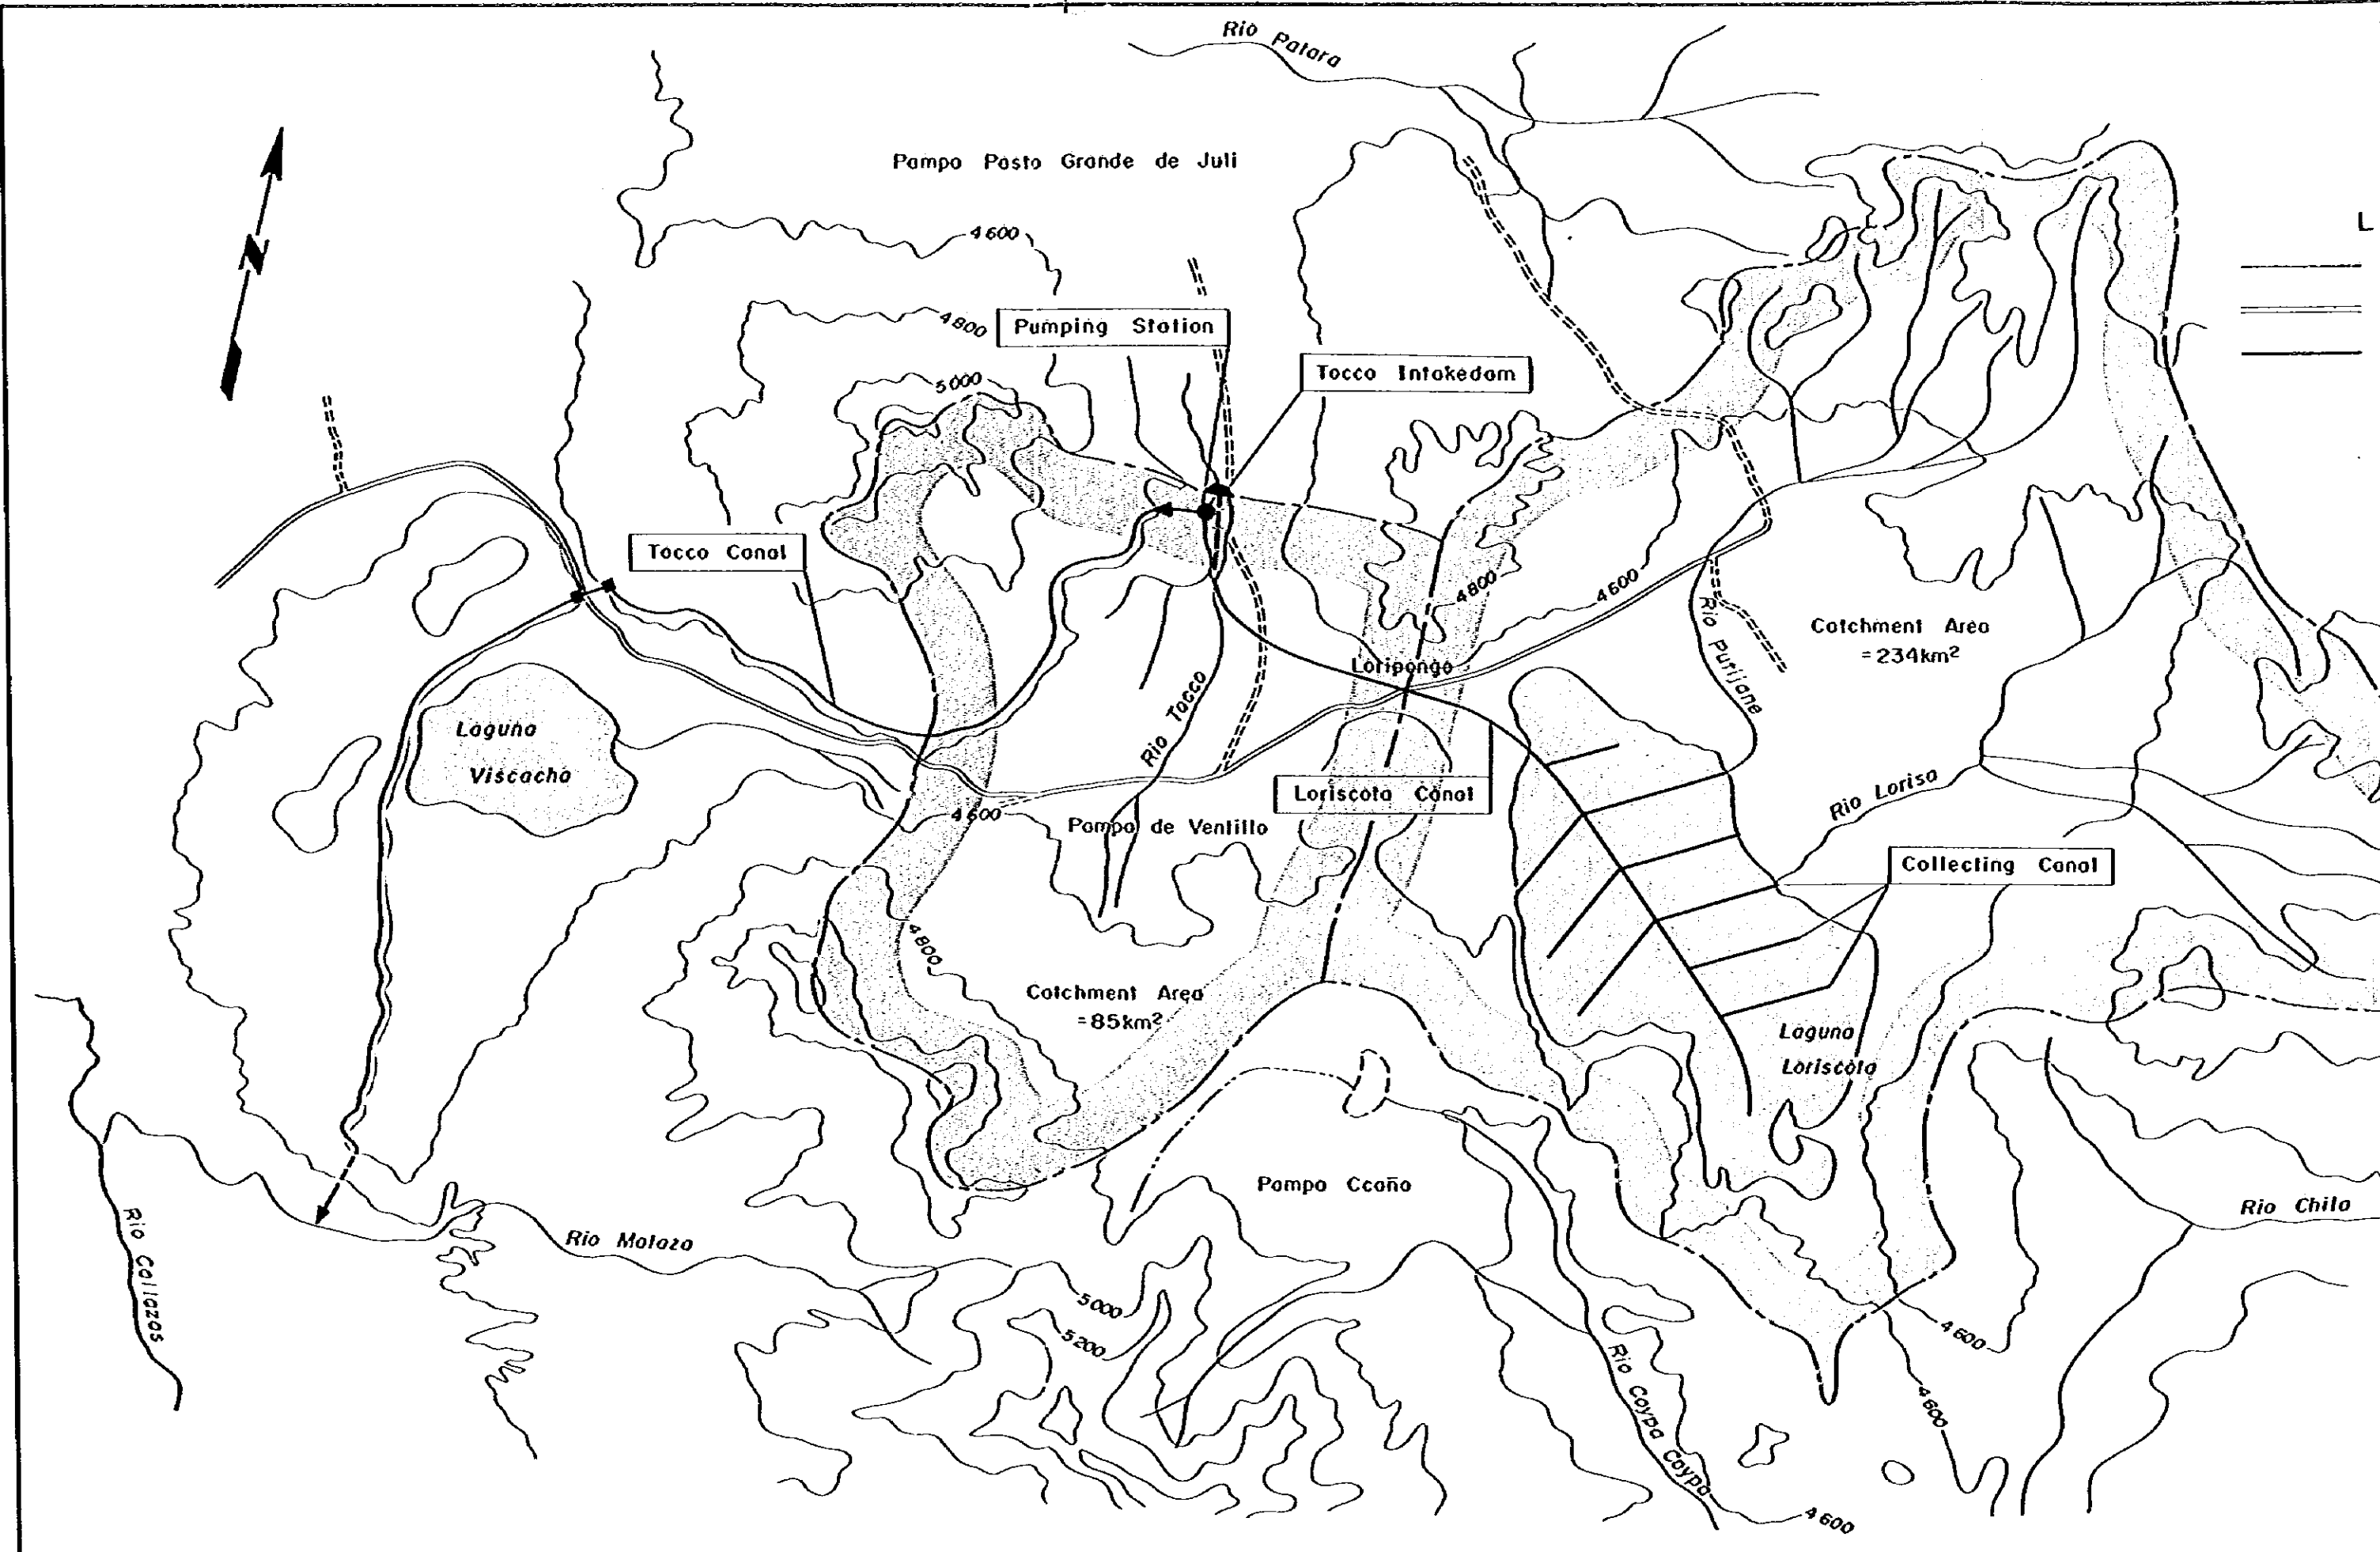 Rio Patara
Pampa Pasto Grande de Juli
N
L
4600
4800
Pumping Station
Tocco Intakedam
5000
Tocco Canal
4800
4600
Rio Putijane
Catchment Area
=234km²
Loripongo
Rio Tocco
Laguna
Viscacha
Loriscota Canal
Rio Loriso
4600
Pampa de Ventillo
Collecting Canal
4800
Catchment Area
=85km²
Laguna
Loriscota
Pampa Ccaño
Rio Chila
Rio Callazas
Rio Malaza
5000
5200
4600
Rio Coypa Coypa
4600
4600